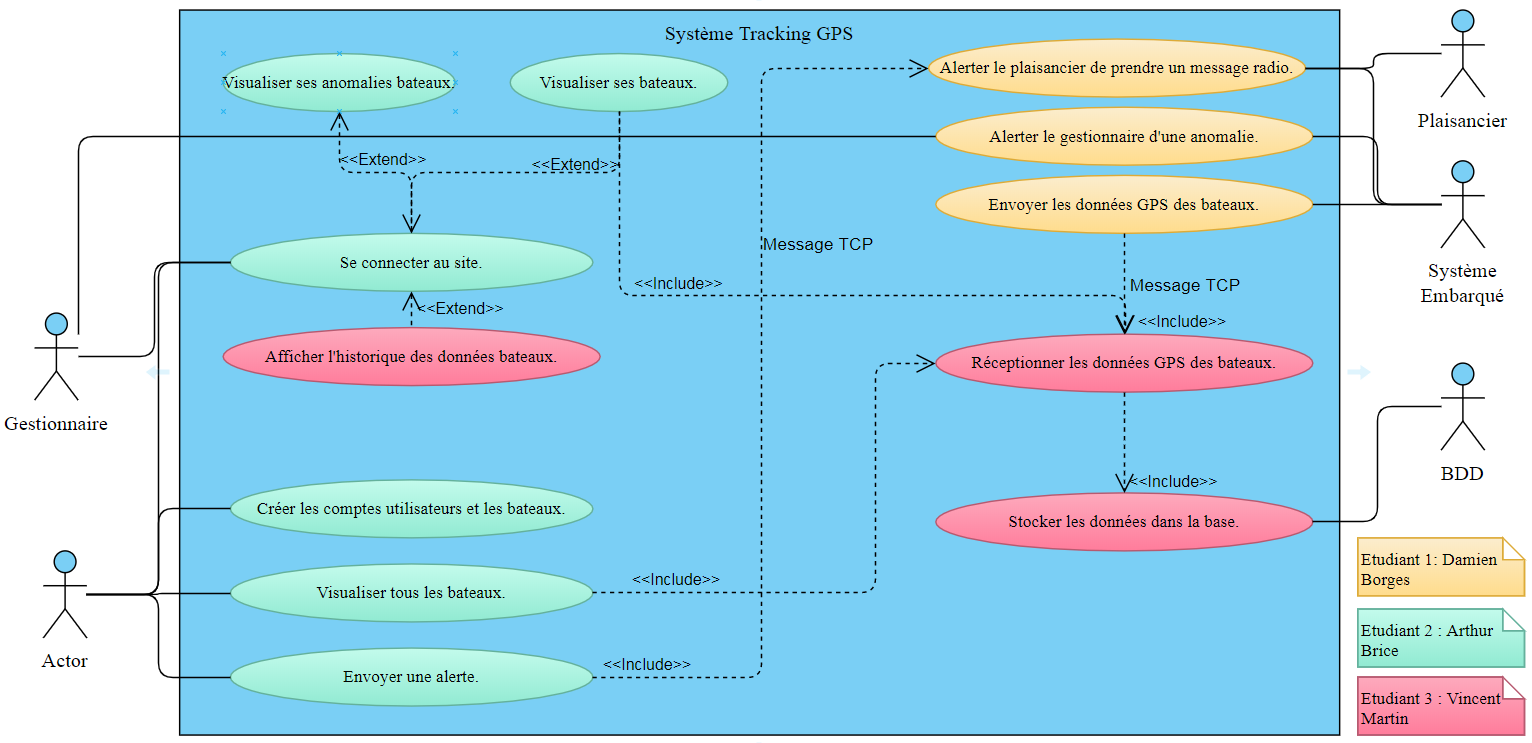 Système Tracking GPS
Visualiser ses anomalies bateaux.
Visualiser ses bateaux.
Alerter le plaisancier de prendre un message radio.
Plaisancier
Alerter le gestionnaire d'une anomalie.
<<Extend>>
<<Extend>>
Envoyer les données GPS des bateaux.
Message TCP
Se connecter au site.
Système
Embarqué
<<Include>>
Message TCP
<<Extend>>
<<Include>>
Afficher l'historique des données bateaux.
Réceptionner les données GPS des bateaux.
Gestionnaire
BDD
<<Include>>
Créer les comptes utilisateurs et les bateaux.
Stocker les données dans la base.
Etudiant 1: Damien
Borges
<<Include>>
Visualiser tous les bateaux.
Etudiant 2 : Arthur
Brice
Actor
<<Include>>
Envoyer une alerte.
Etudiant 3 : Vincent
Martin